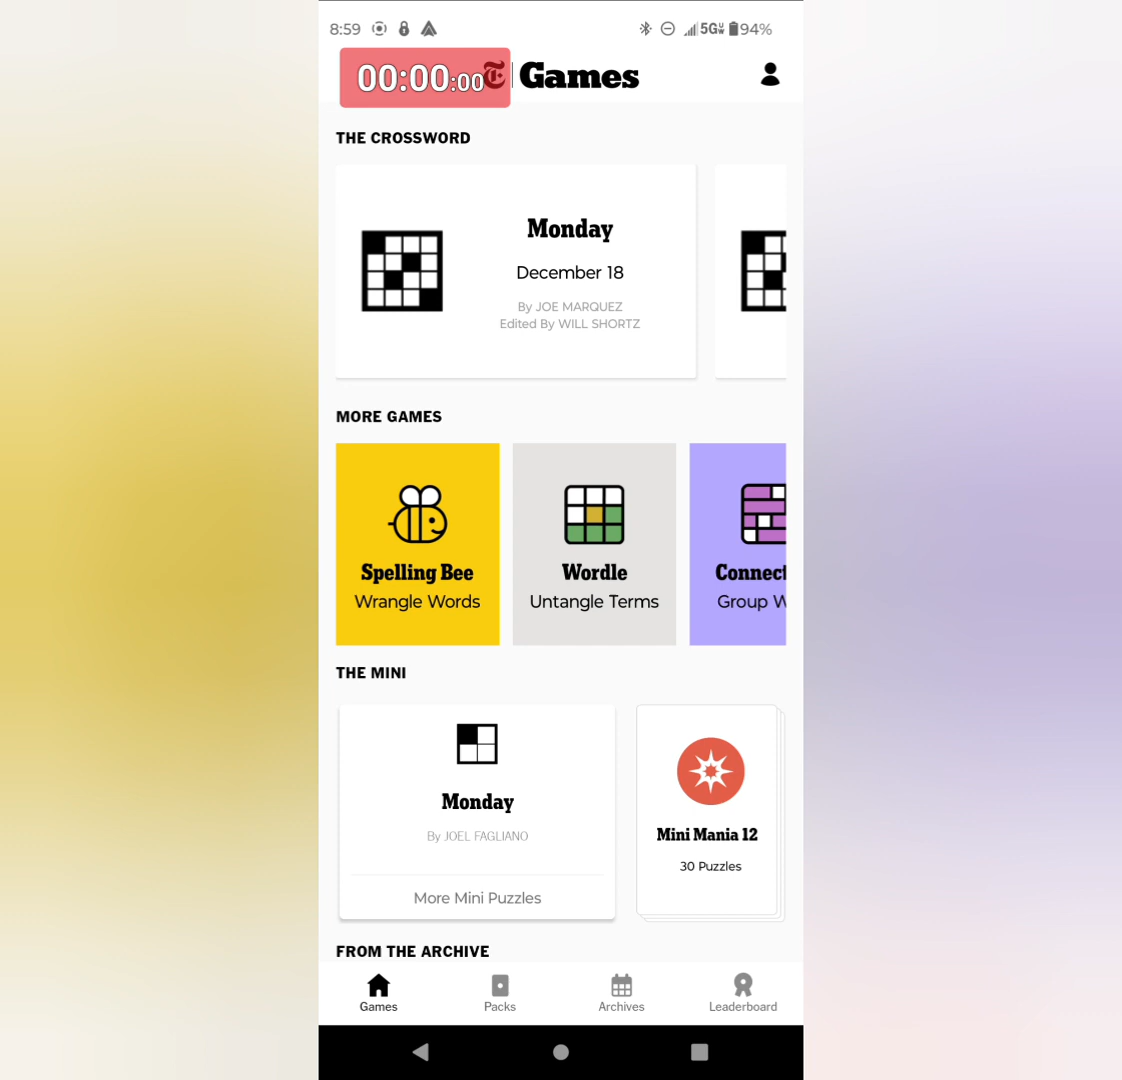 8:59
5G
94%
00:00:00
T Games
THE CROSSWORD
Monday
December 18
By JOE MARQUEZ
Edited By WILL SHORTZ
MORE GAMES
Spelling Bee
Wrangle Words
Wordle
Untangle Terms
Connect
Group W
THE MINI
Monday
By JOEL FAGLIANO
More Mini Puzzles
Mini Mania 12
30 Puzzles
FROM THE ARCHIVE
Games
Packs
Archives
Leaderboard